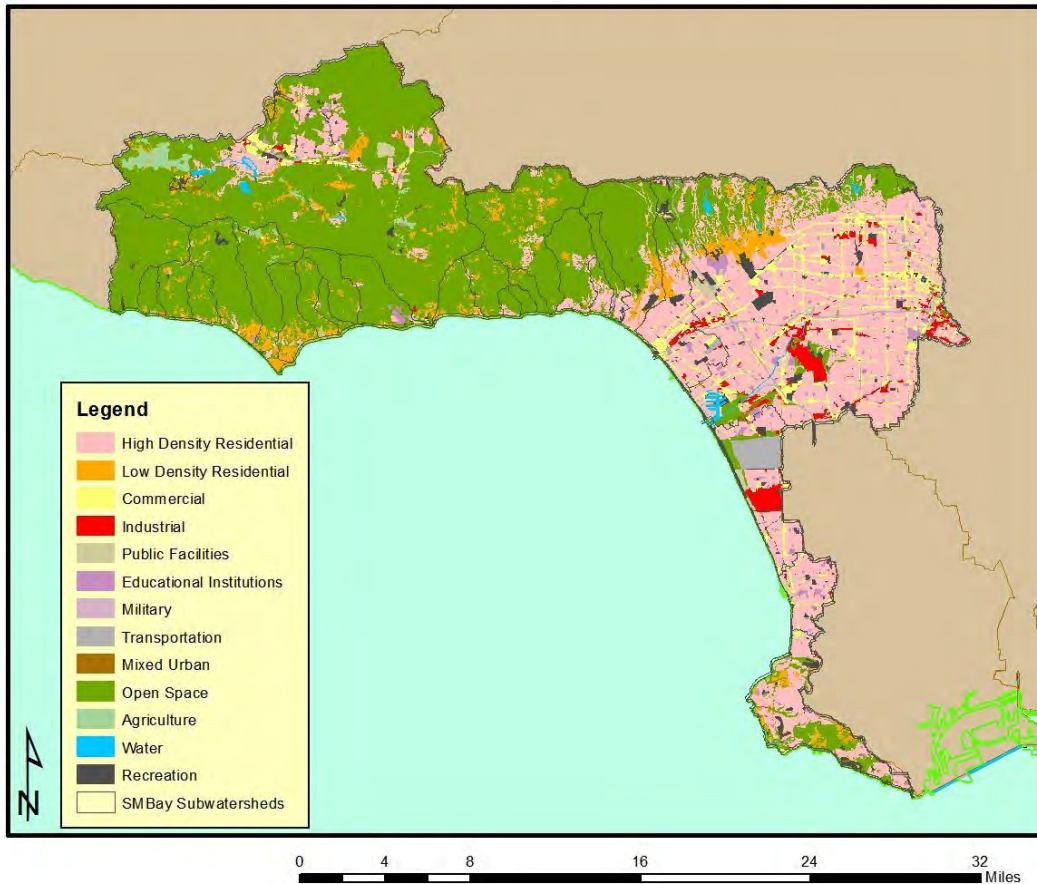 Legend
High Density Residential
Low Density Residential
Commercial
Industrial
Public Facilities
Educational Institutions
Military
Transportation
Mixed Urban
Open Space
Agriculture
Water
Recreation
SMBay Subwatersheds
N
0 4 8 16 24 32
Miles